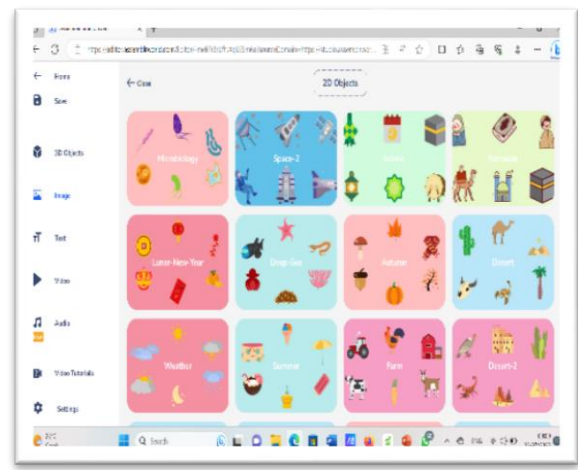 Home
Close
2D Objects
Save
Microbiology
Space-2
3D Objects
Image
Text
Lunar-New-Year
Deep-Sea
Autumn
Desert
Video
Audio
Weather
Summer
Farm
Desert-2
Video Tutorials
Settings
Search